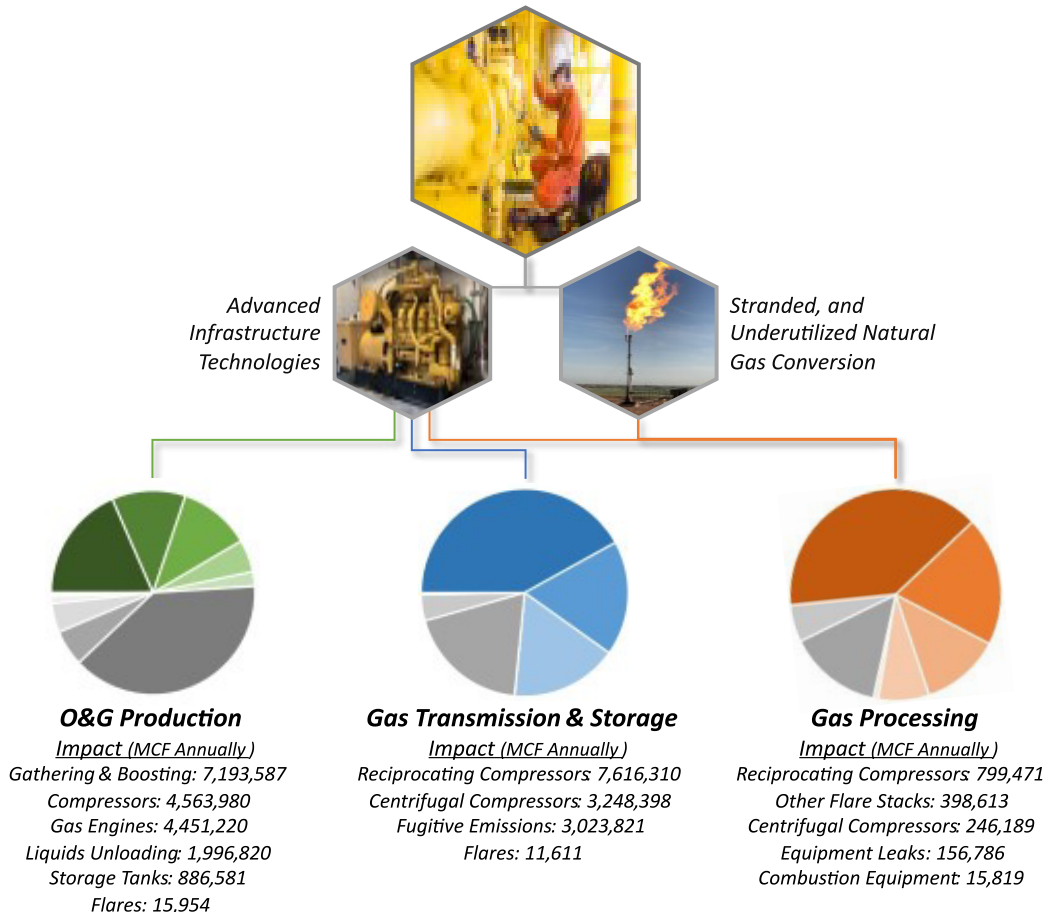 Advanced
Infrastructure
Technologies
Stranded, and
Underutilized Natural
Gas Conversion
O&G Production
Impact (MCF Annually )
Gathering & Boosting: 7,193,587
Compressors: 4,563,980
Gas Engines: 4,451,220
Liquids Unloading: 1,996,820
Storage Tanks: 886,581
Flares: 15,954
Gas Transmission & Storage
Impact (MCF Annually )
Reciprocating Compressors: 7,616,310
Centrifugal Compressors: 3,248,398
Fugitive Emissions: 3,023,821
Flares: 11,611
Gas Processing
Impact (MCF Annually )
Reciprocating Compressors: 799,471
Other Flare Stacks: 398,613
Centrifugal Compressors: 246,189
Equipment Leaks: 156,786
Combustion Equipment: 15,819